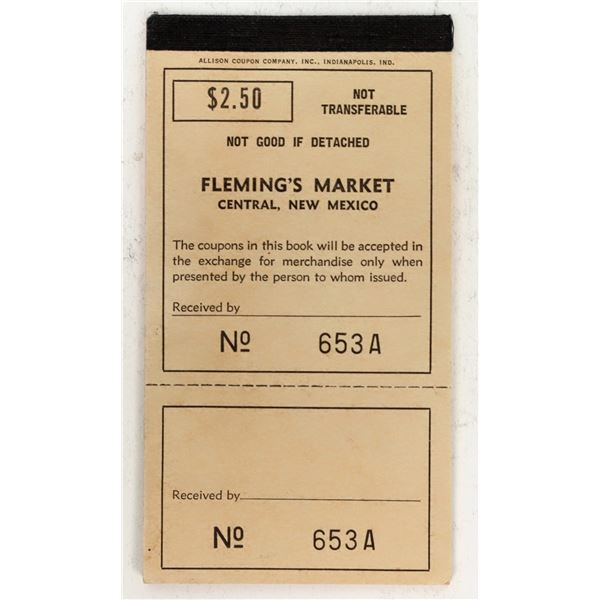 ALLISON COUPON COMPANY, INC., INDIANAPOLIS, IND.
$2.50
NOT
TRANSFERABLE
NOT GOOD IF DETACHED
FLEMING'S MARKET
CENTRAL, NEW MEXICO
The coupons in this book will be accepted in
the exchange for merchandise only when
presented by the person to whom issued.
Received by
Nº 653A
Received by
Nº 653A